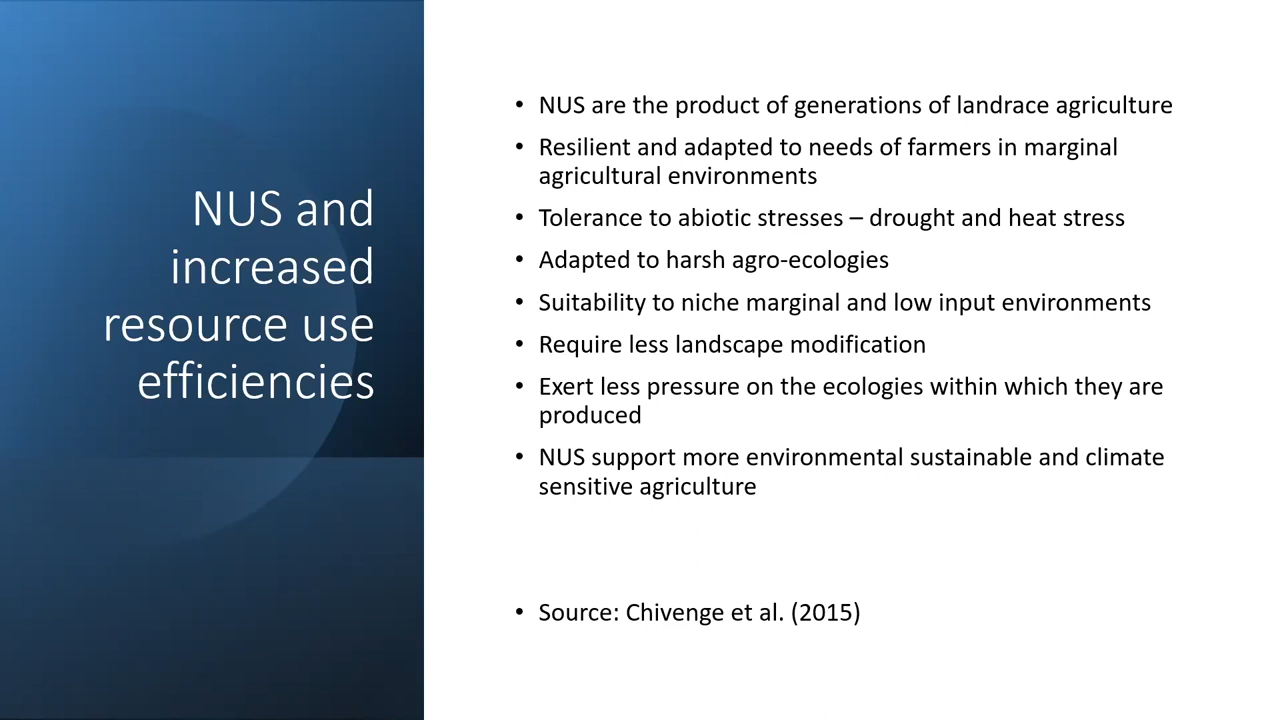 NUS and
increased
resource use
efficiencies
• NUS are the product of generations of landrace agriculture
• Resilient and adapted to needs of farmers in marginal
agricultural environments
• Tolerance to abiotic stresses – drought and heat stress
• Adapted to harsh agro-ecologies
• Suitability to niche marginal and low input environments
• Require less landscape modification
• Exert less pressure on the ecologies within which they are
produced
• NUS support more environmental sustainable and climate
sensitive agriculture
• Source: Chivenge et al. (2015)